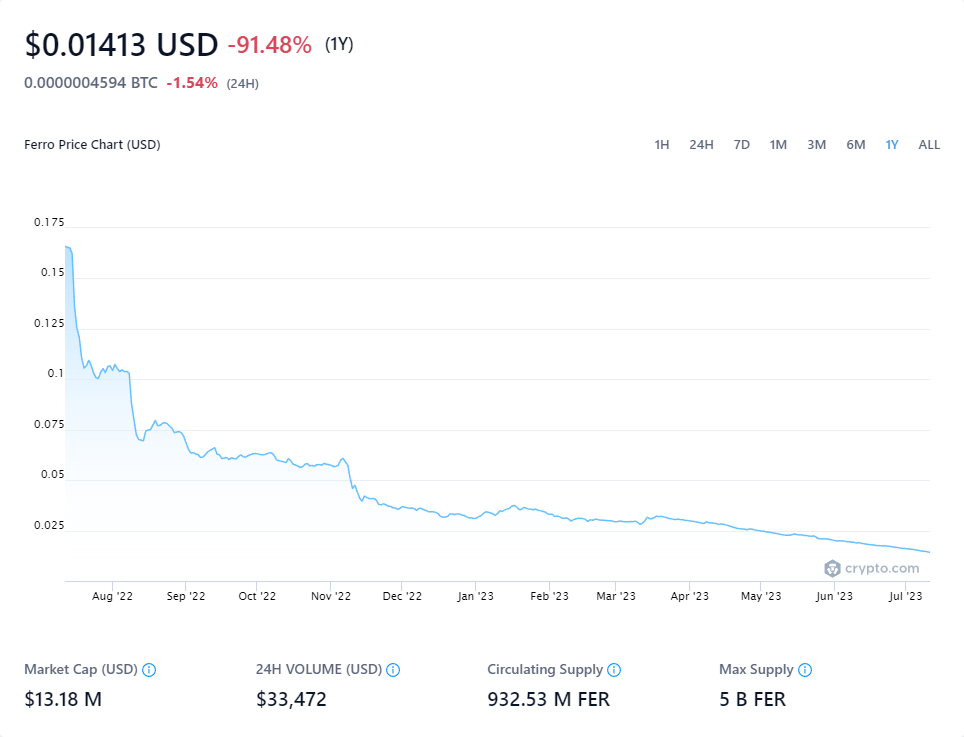 $0.01413 USD -91.48% (1Y)
0.0000004594 BTC -1.54% (24H)
Ferro Price Chart (USD) 1H 24H 7D 1M 3M 6M 1Y ALL
0.175
0.15
0.125
0.1
0.075
0.05
0.025
crypto.com
Aug '22 Sep '22 Oct '22 Nov '22 Dec '22 Jan '23 Feb '23 Mar '23 Apr '23 May '23 Jun '23 Jul '23
Market Cap (USD) 24H VOLUME (USD) Circulating Supply Max Supply
$13.18 M $33,472 932.53 M FER 5 B FER